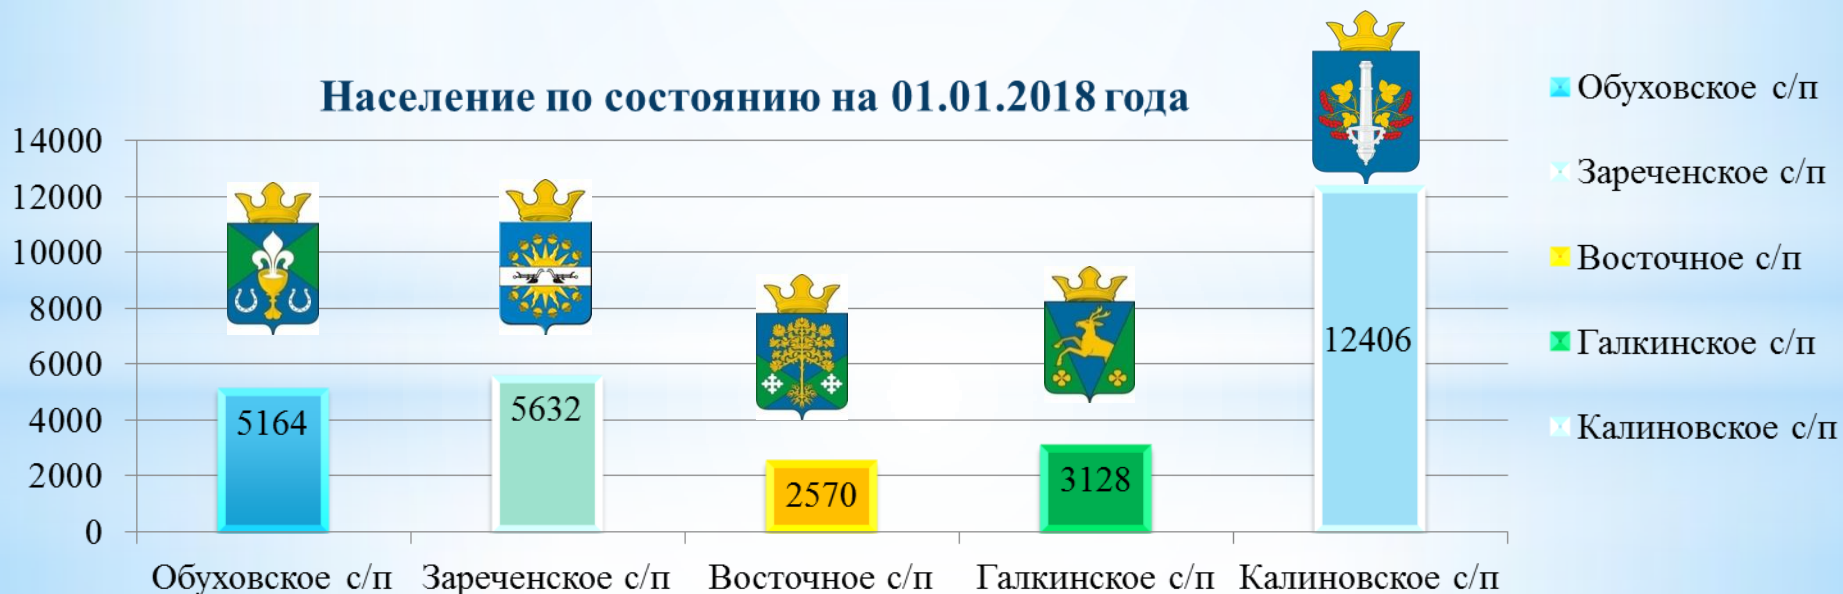 Население по состоянию на 01.01.2018 года
14000
12000
10000
8000
6000
4000
2000
0
5164
5632
2570
3128
12406
Обуховское с/п
Зареченское с/п
Восточное с/п
Галкинское с/п
Калиновское с/п
Обуховское с/п
Зареченское с/п
Восточное с/п
Галкинское с/п
Калиновское с/п